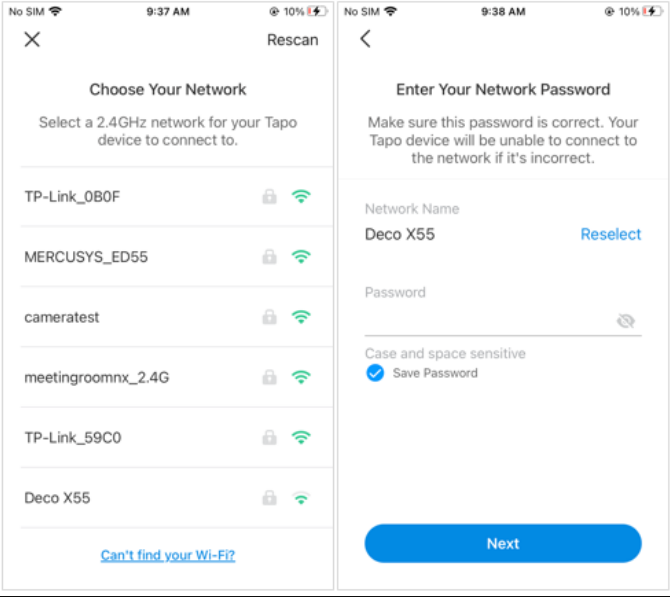 No SIM 9:37 AM 10%
Rescan
Choose Your Network
Select a 2.4GHz network for your Tapo
device to connect to.
TP-Link_0B0F
MERCUSYS_ED55
cameratest
meetingroomnx_2.4G
TP-Link_59C0
Deco X55
Can't find your Wi-Fi?
No SIM 9:38 AM 10%
Enter Your Network Password
Make sure this password is correct. Your
Tapo device will be unable to connect to
the network if it's incorrect.
Network Name
Deco X55 Reselect
Password
Case and space sensitive
Save Password
Next